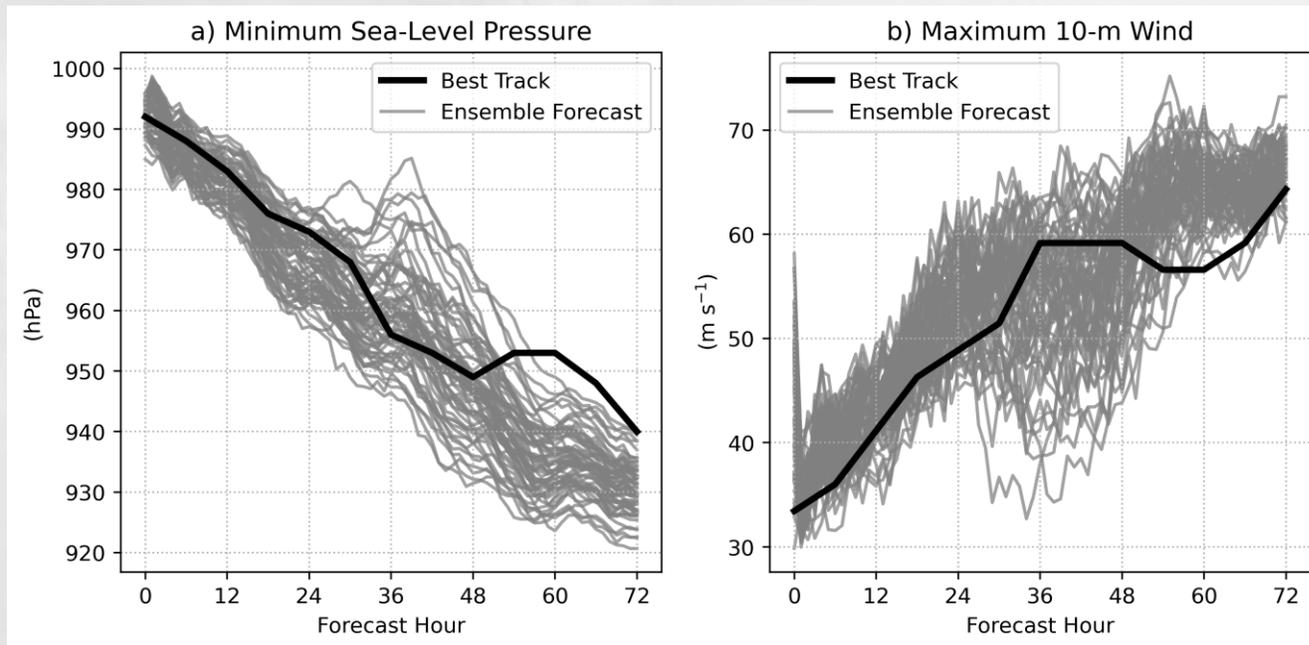 a) Minimum Sea-Level Pressure
1000
990
980
970
960
950
940
930
920
(hPa)
Best Track
Ensemble Forecast
0 12 24 36 48 60 72
Forecast Hour
b) Maximum 10-m Wind
70
60
50
40
30
(m s⁻¹)
Best Track
Ensemble Forecast
0 12 24 36 48 60 72
Forecast Hour